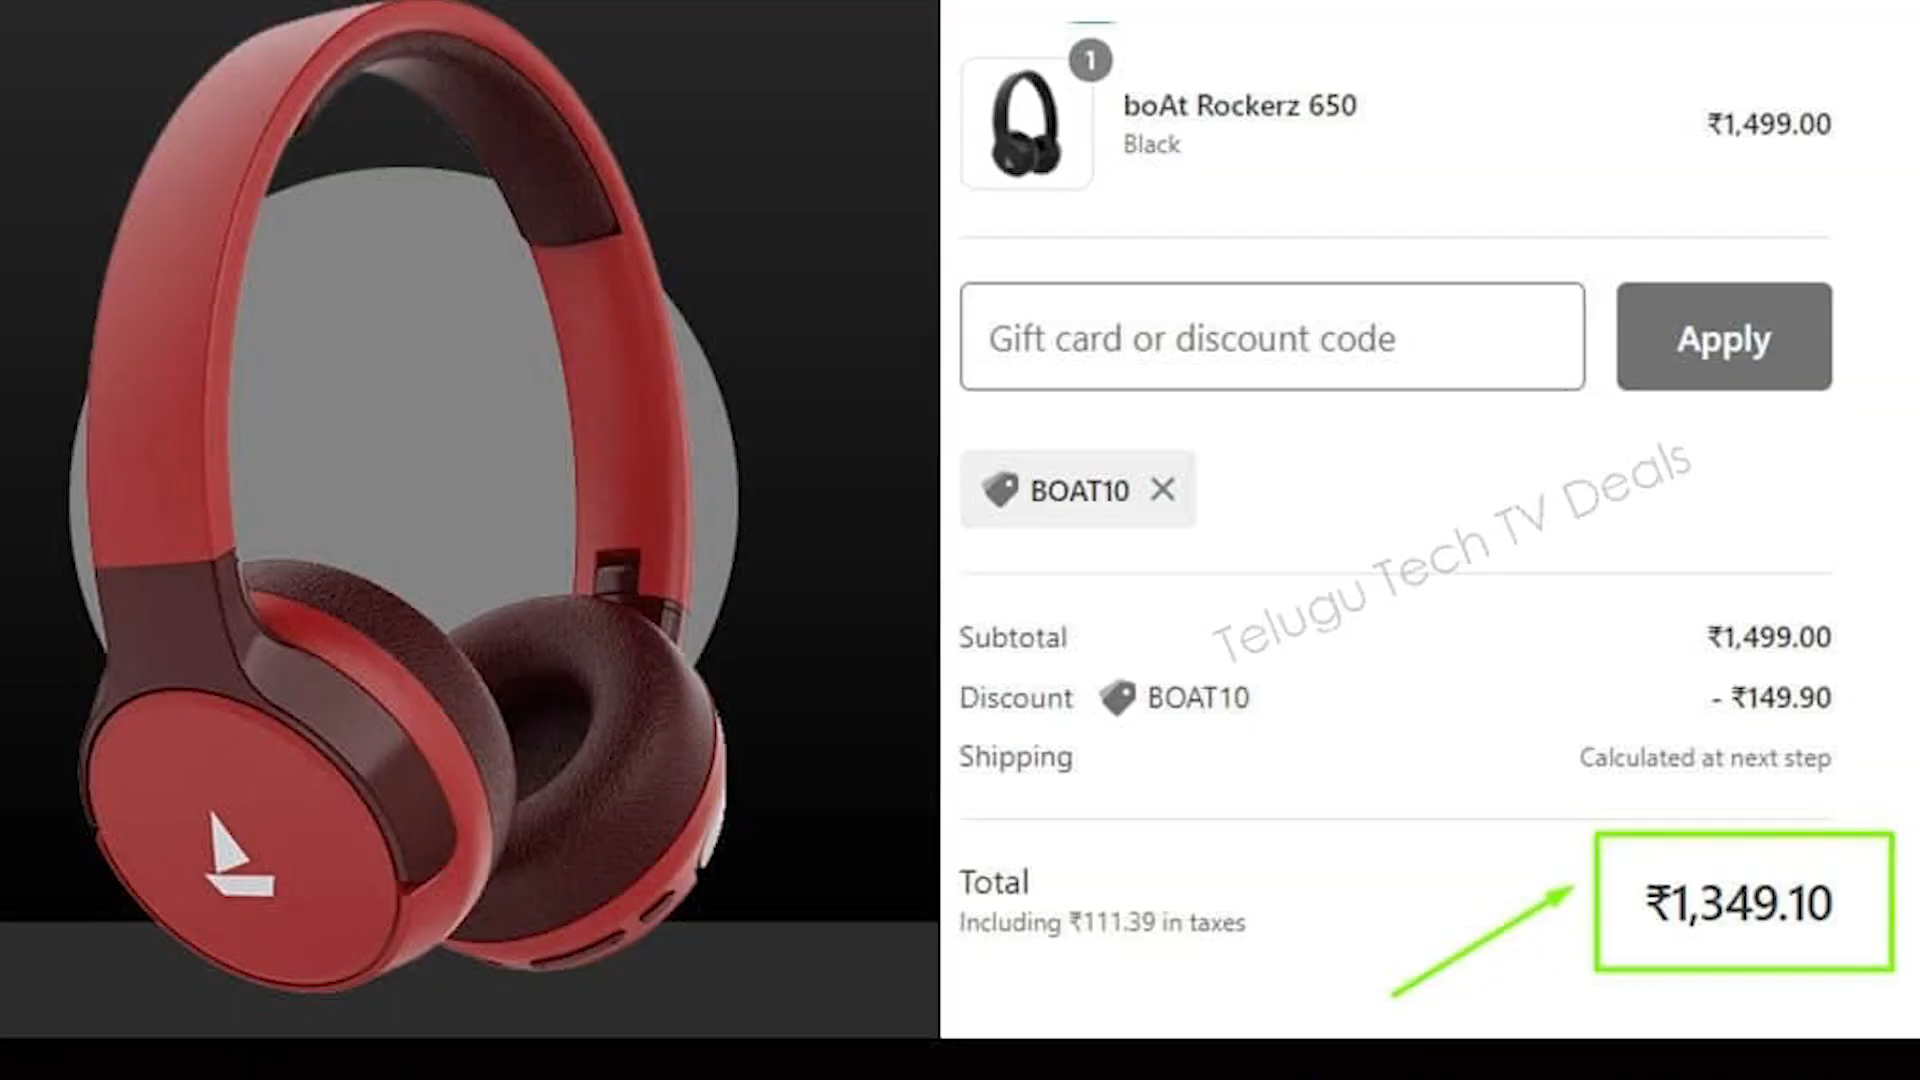 1
boAt Rockerz 650
Black
₹1,499.00
Gift card or discount code
Apply
BOAT10
Telugu Tech TV Deals
Subtotal
₹1,499.00
Discount BOAT10
- ₹149.90
Shipping
Calculated at next step
Total
Including ₹111.39 in taxes
₹1,349.10